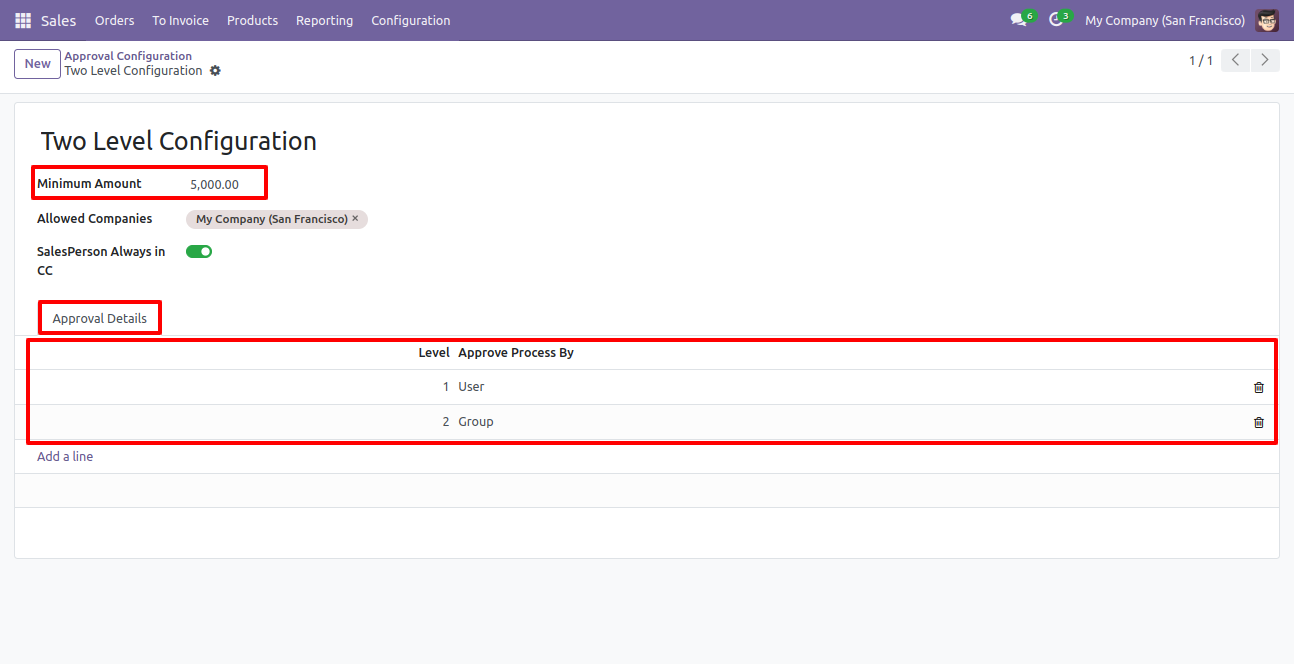 Sales Orders To Invoice Products Reporting Configuration 6 3 My Company (San Francisco)
New Approval Configuration 1 / 1
Two Level Configuration
Two Level Configuration
Minimum Amount 5,000.00
Allowed Companies My Company (San Francisco) ×
SalesPerson Always in
CC
Approval Details
Level Approve Process By
1 User
2 Group
Add a line